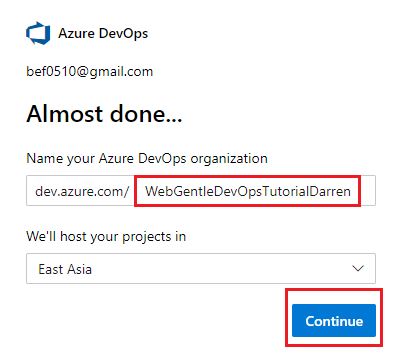 Azure DevOps
bef0510@gmail.com
Almost done...
Name your Azure DevOps organization
dev.azure.com/ WebGentleDevOpsTutorialDarren
We'll host your projects in
East Asia
Continue